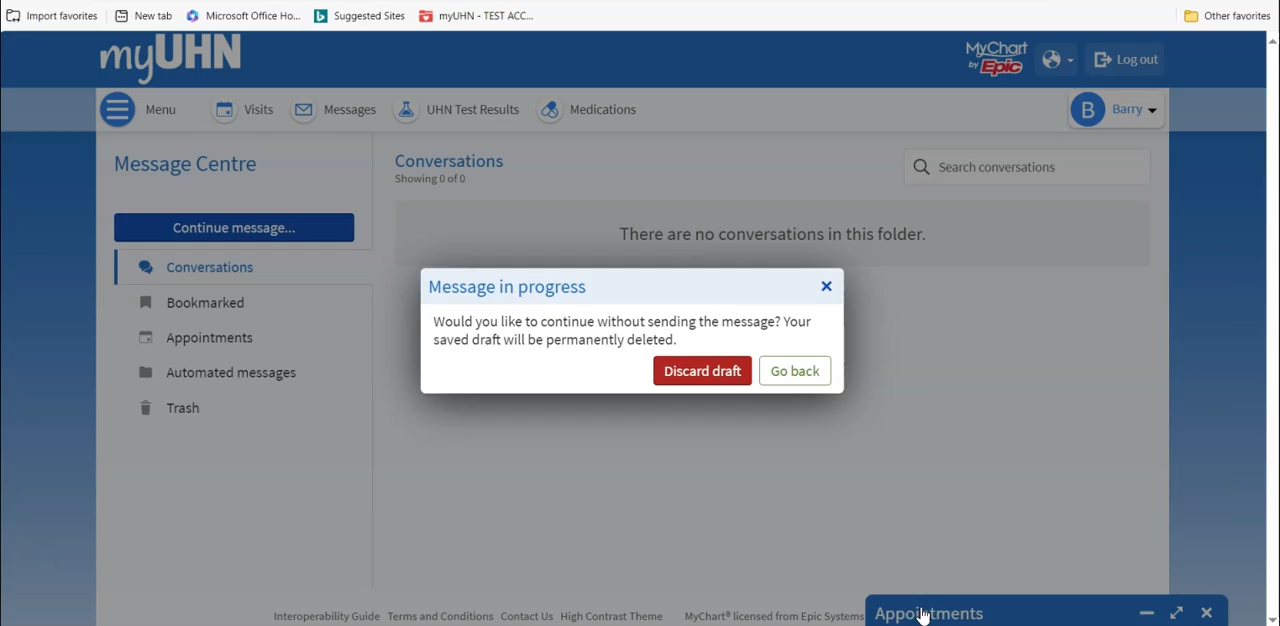 Import favorites New tab Microsoft Office Ho... Suggested Sites myUHN - TEST ACC... Other favorites
myUHN MyChart by Epic Log out
Menu Visits Messages UHN Test Results Medications B Barry
Message Centre
Conversations
Showing 0 of 0
Search conversations
Continue message...
There are no conversations in this folder.
Conversations
Bookmarked
Appointments
Automated messages
Trash
Message in progress
Would you like to continue without sending the message? Your
saved draft will be permanently deleted.
Discard draft Go back
Interoperability Guide Terms and Conditions Contact Us High Contrast Theme MyChart® licensed from Epic Systems
Appointments